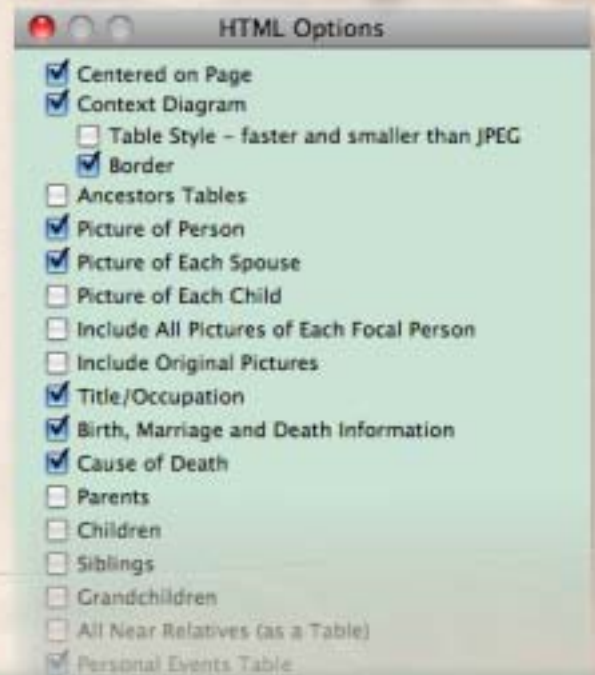 HTML Options
Centered on Page
Context Diagram
Table Style – faster and smaller than JPEG
Border
Ancestors Tables
Picture of Person
Picture of Each Spouse
Picture of Each Child
Include All Pictures of Each Focal Person
Include Original Pictures
Title/Occupation
Birth, Marriage and Death Information
Cause of Death
Parents
Children
Siblings
Grandchildren
All Near Relatives (as a Table)
Personal Events Table